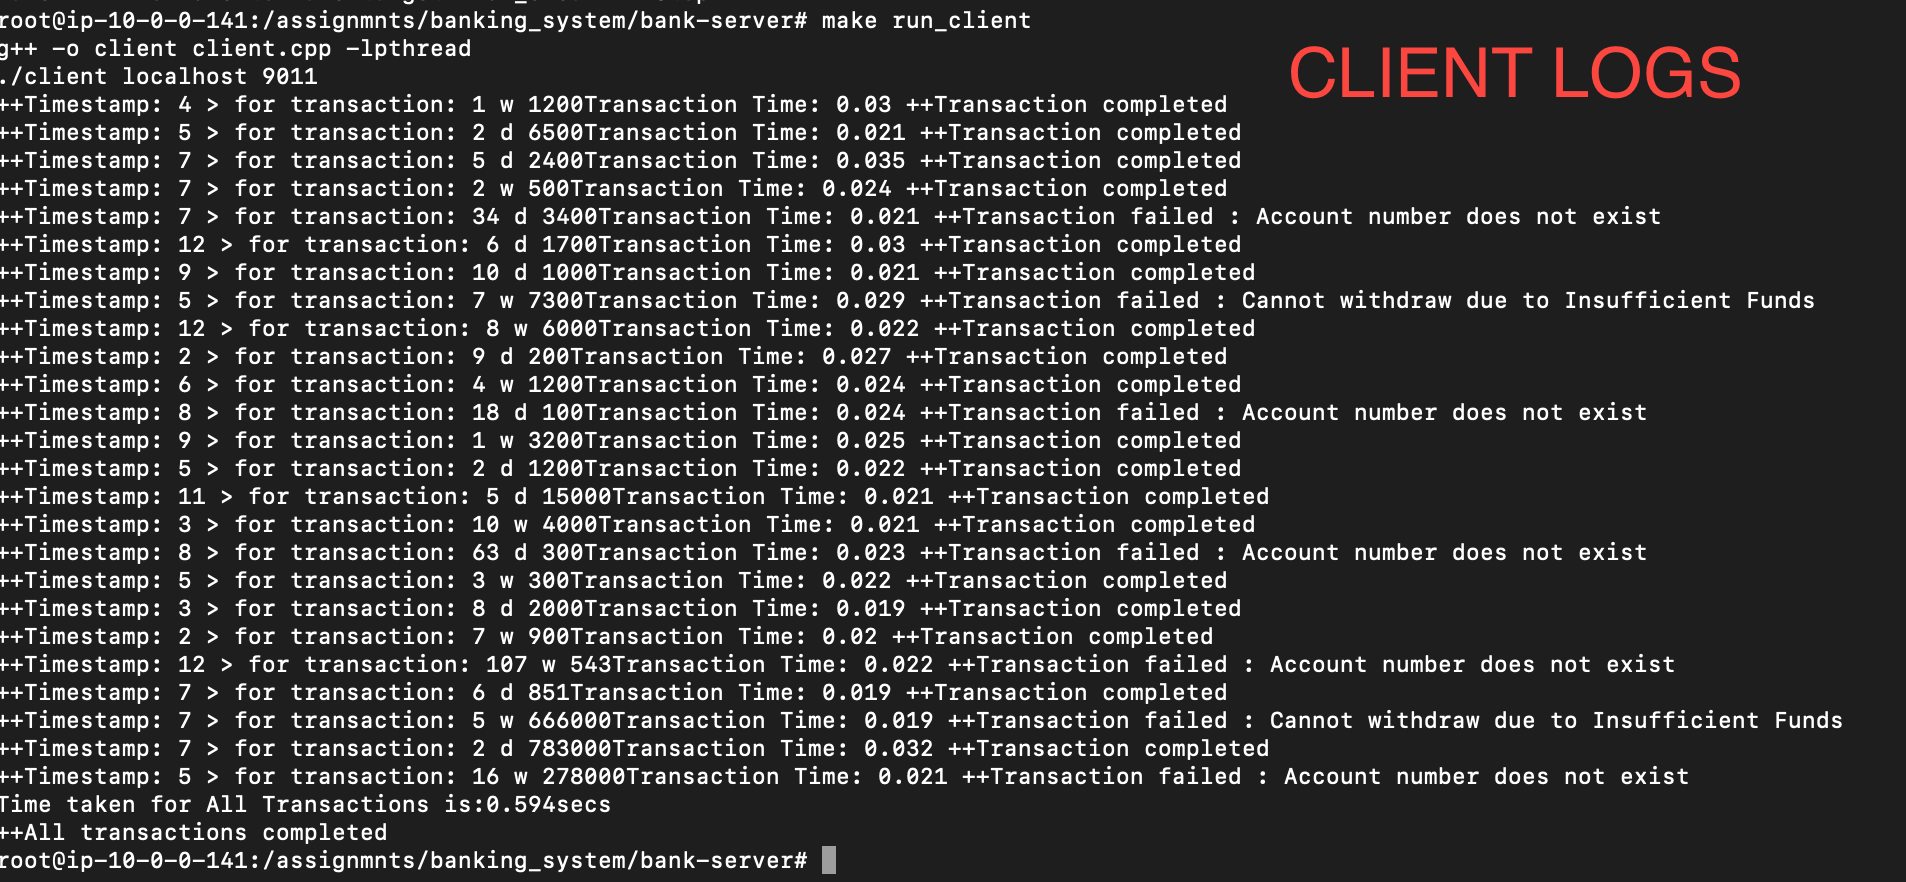 root@ip-10-0-0-141:/assignmnts/banking_system/bank-server# make run_client
g++ -o client client.cpp -lpthread
./client localhost 9011
CLIENT LOGS
++Timestamp: 4 > for transaction: 1 w 1200Transaction Time: 0.03 ++Transaction completed
++Timestamp: 5 > for transaction: 2 d 6500Transaction Time: 0.021 ++Transaction completed
++Timestamp: 7 > for transaction: 5 d 2400Transaction Time: 0.035 ++Transaction completed
++Timestamp: 7 > for transaction: 2 w 500Transaction Time: 0.024 ++Transaction completed
++Timestamp: 7 > for transaction: 34 d 3400Transaction Time: 0.021 ++Transaction failed : Account number does not exist
++Timestamp: 12 > for transaction: 6 d 1700Transaction Time: 0.03 ++Transaction completed
++Timestamp: 9 > for transaction: 10 d 1000Transaction Time: 0.021 ++Transaction completed
++Timestamp: 5 > for transaction: 7 w 7300Transaction Time: 0.029 ++Transaction failed : Cannot withdraw due to Insufficient Funds
++Timestamp: 12 > for transaction: 8 w 6000Transaction Time: 0.022 ++Transaction completed
++Timestamp: 2 > for transaction: 9 d 200Transaction Time: 0.027 ++Transaction completed
++Timestamp: 6 > for transaction: 4 w 1200Transaction Time: 0.024 ++Transaction completed
++Timestamp: 8 > for transaction: 18 d 100Transaction Time: 0.024 ++Transaction failed : Account number does not exist
++Timestamp: 9 > for transaction: 1 w 3200Transaction Time: 0.025 ++Transaction completed
++Timestamp: 5 > for transaction: 2 d 1200Transaction Time: 0.022 ++Transaction completed
++Timestamp: 11 > for transaction: 5 d 15000Transaction Time: 0.021 ++Transaction completed
++Timestamp: 3 > for transaction: 10 w 4000Transaction Time: 0.021 ++Transaction completed
++Timestamp: 8 > for transaction: 63 d 300Transaction Time: 0.023 ++Transaction failed : Account number does not exist
++Timestamp: 5 > for transaction: 3 w 300Transaction Time: 0.022 ++Transaction completed
++Timestamp: 3 > for transaction: 8 d 2000Transaction Time: 0.019 ++Transaction completed
++Timestamp: 2 > for transaction: 7 w 900Transaction Time: 0.02 ++Transaction completed
++Timestamp: 12 > for transaction: 107 w 543Transaction Time: 0.022 ++Transaction failed : Account number does not exist
++Timestamp: 7 > for transaction: 6 d 851Transaction Time: 0.019 ++Transaction completed
++Timestamp: 7 > for transaction: 5 w 666000Transaction Time: 0.019 ++Transaction failed : Cannot withdraw due to Insufficient Funds
++Timestamp: 7 > for transaction: 2 d 783000Transaction Time: 0.032 ++Transaction completed
++Timestamp: 5 > for transaction: 16 w 278000Transaction Time: 0.021 ++Transaction failed : Account number does not exist
Time taken for All Transactions is:0.594secs
++All transactions completed
root@ip-10-0-0-141:/assignmnts/banking_system/bank-server#